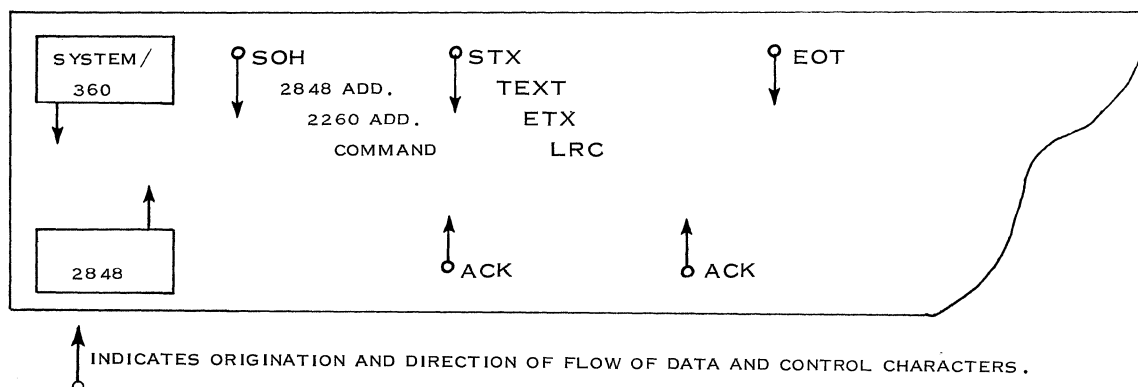 SYSTEM/
360
SOH
2848 ADD.
2260 ADD.
COMMAND
STX
TEXT
ETX
LRC
EOT
2848
ACK
ACK
INDICATES ORIGINATION AND DIRECTION OF FLOW OF DATA AND CONTROL CHARACTERS.